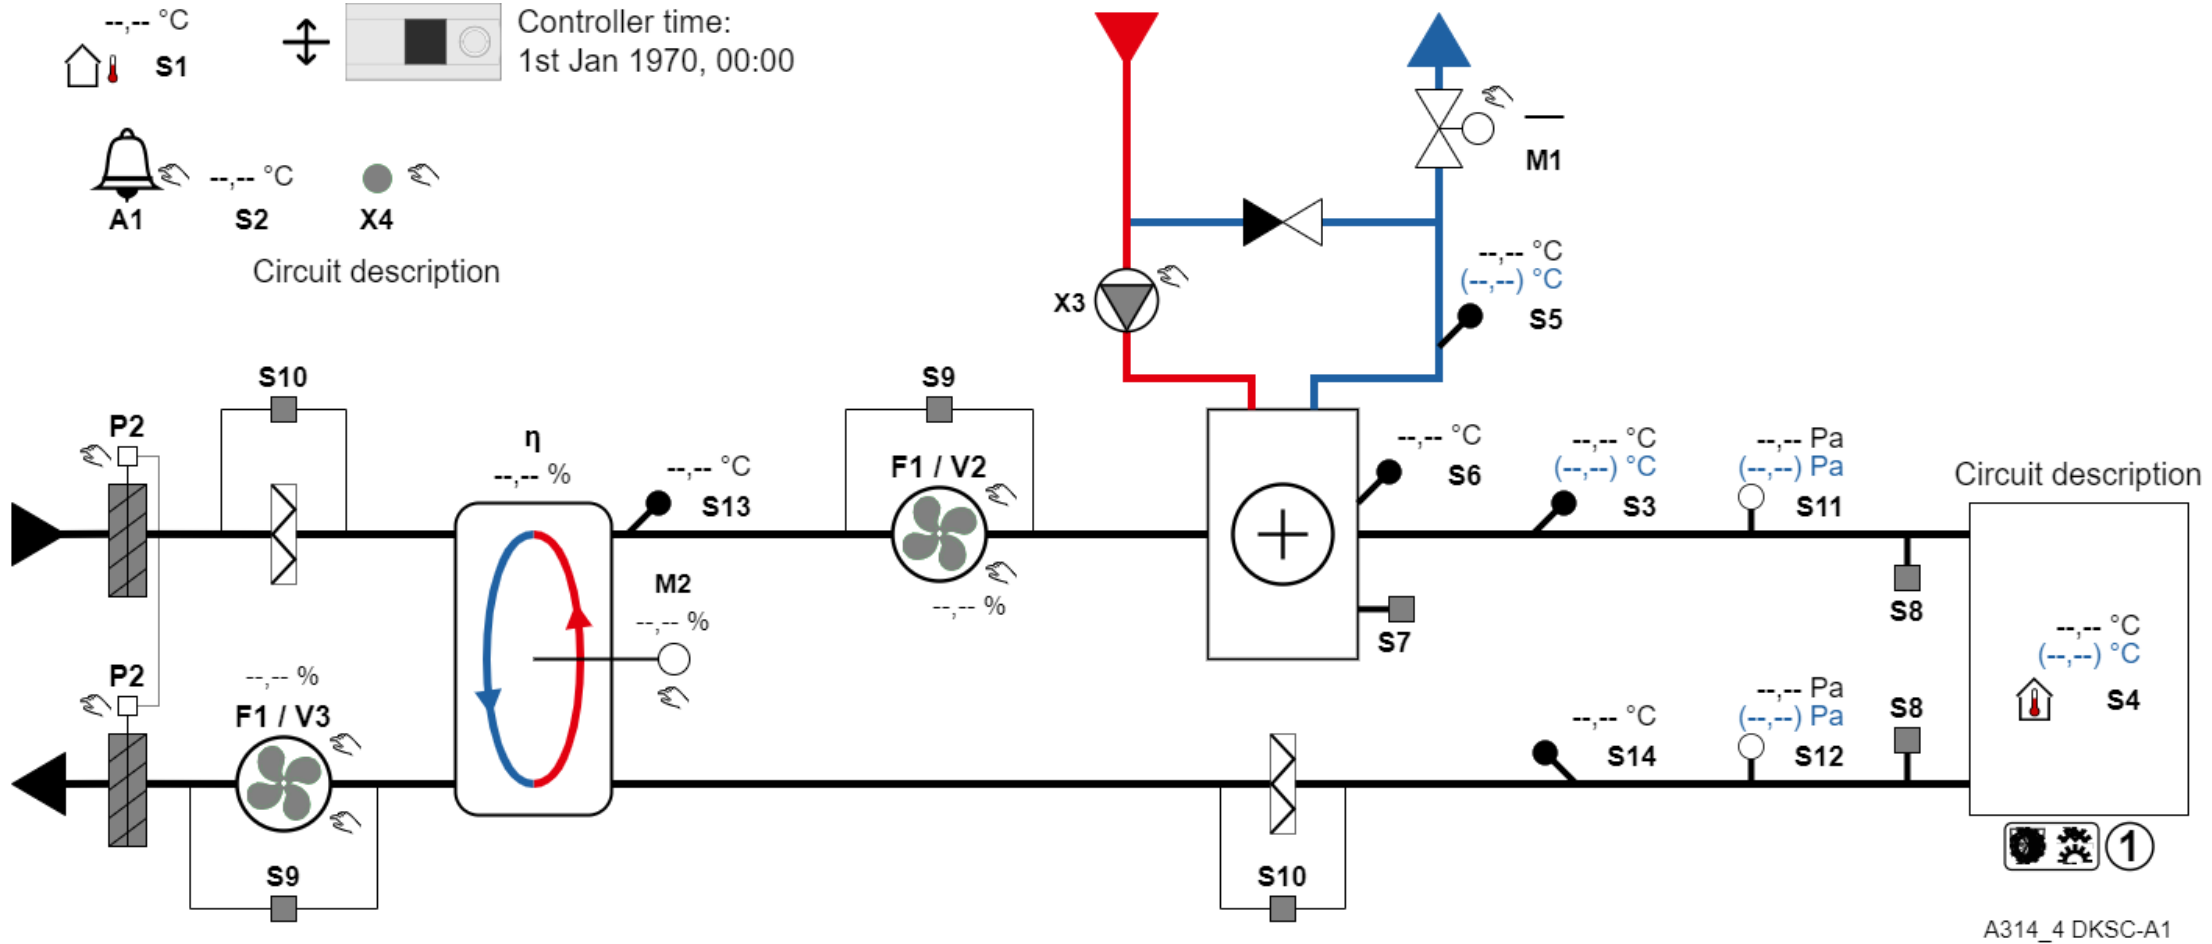 --,-- °C
S1
Controller time:
1st Jan 1970, 00:00
A1
--,-- °C
S2
X4
Circuit description
M1
--,-- °C
(--,--) °C
S5
X3
S10
P2
η
--,-- %
--,-- °C
S13
S9
F1 / V2
--,-- %
--,-- °C
S6
--,-- °C
(--,--) °C
S3
--,-- Pa
(--,--) Pa
S11
Circuit description
M2
--,-- %
S7
S8
--,-- °C
(--,--) °C
S4
P2
--,-- %
F1 / V3
S9
S10
--,-- °C
S14
--,-- Pa
(--,--) Pa
S12
S8
1
A314_4 DKSC-A1